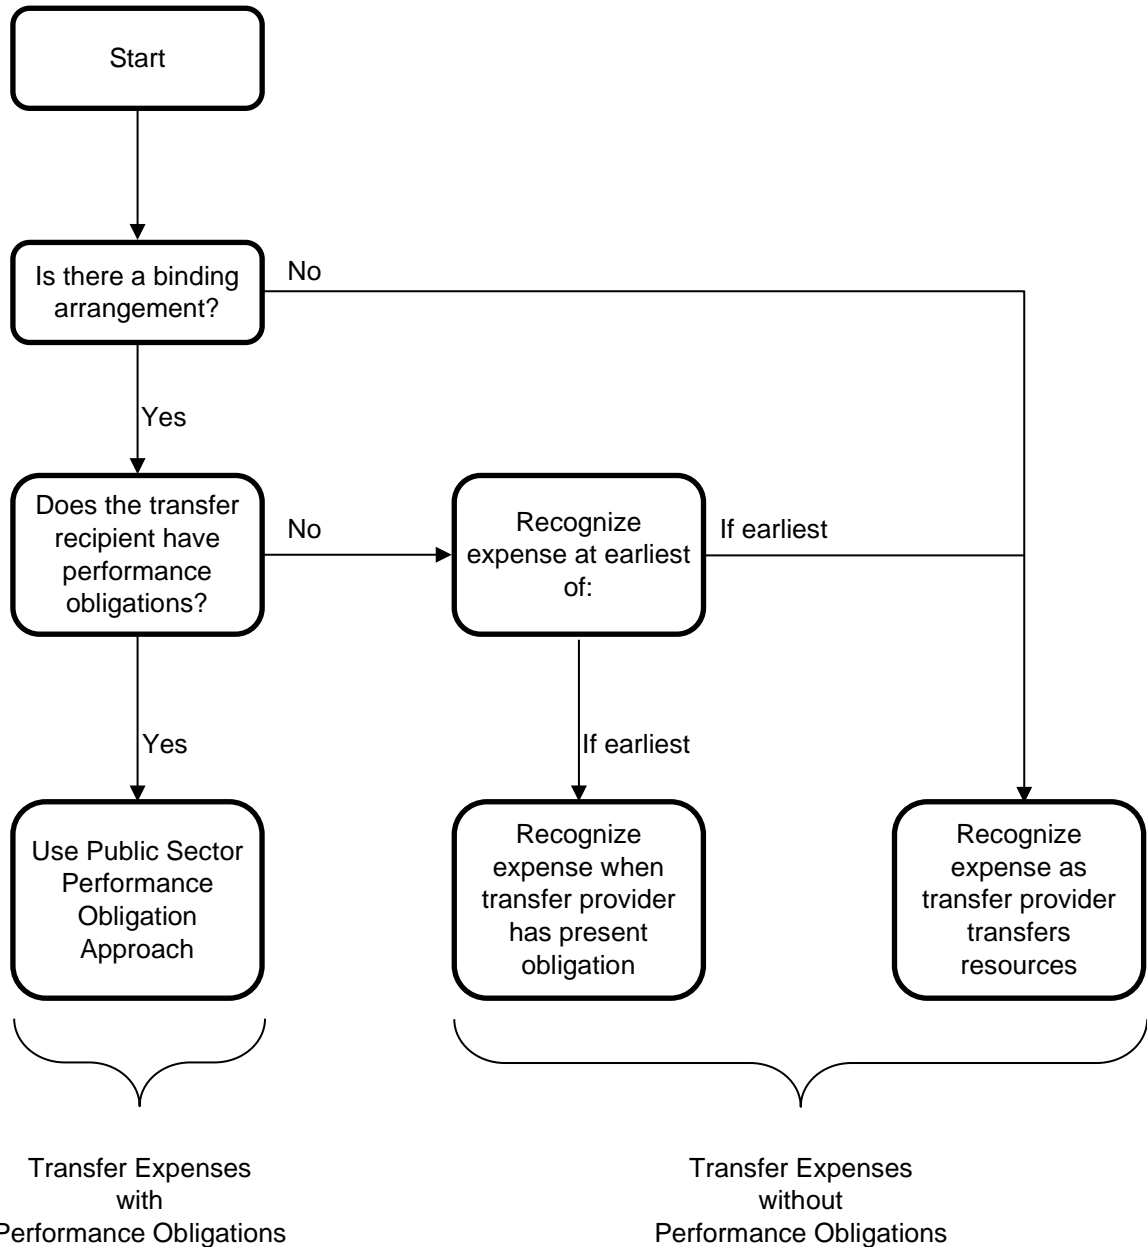 Start
Is there a binding
arrangement?
No
Yes
Does the transfer
recipient have
performance
obligations?
No
Recognize
expense at earliest
of:
If earliest
Yes
If earliest
Use Public Sector
Performance
Obligation
Approach
Recognize
expense when
transfer provider
has present
obligation
Recognize
expense as
transfer provider
transfers
resources
Transfer Expenses
with
Performance Obligations
Transfer Expenses
without
Performance Obligations